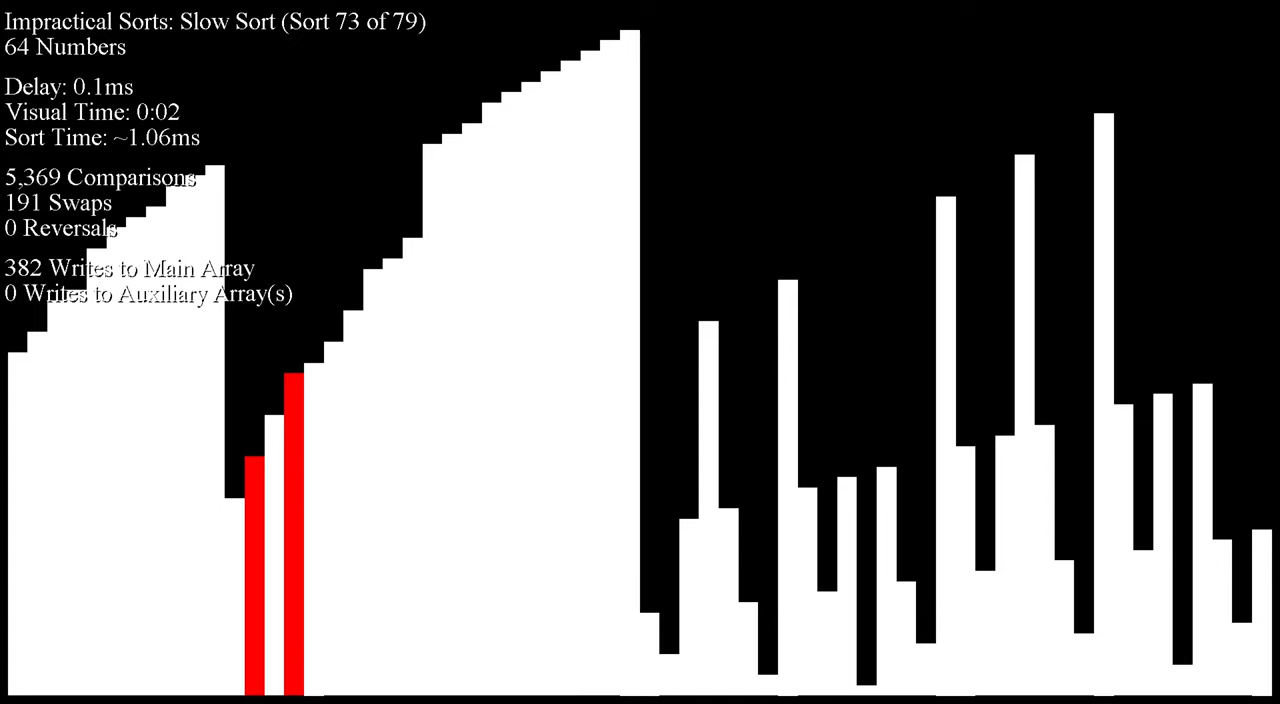 Impractical Sorts: Slow Sort (Sort 73 of 79)
64 Numbers
Delay: 0.1ms
Visual Time: 0:02
Sort Time: ~1.06ms
5,369 Comparisons
191 Swaps
0 Reversals
382 Writes to Main Array
0 Writes to Auxiliary Array(s)